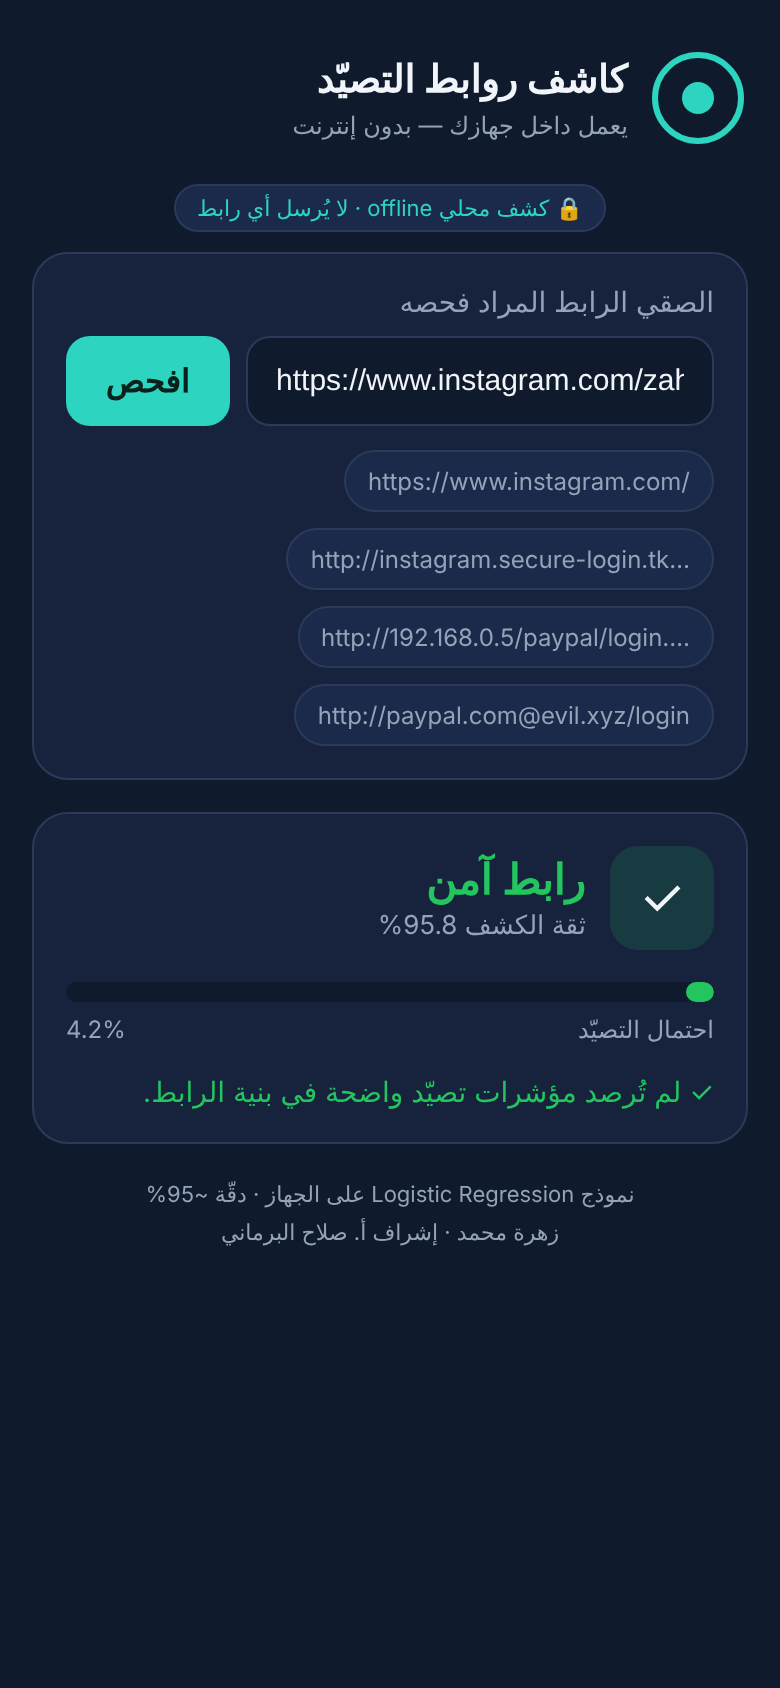 كاشف روابط التصيّد
يعمل داخل جهازك — بدون إنترنت
🔒 كشف محلي offline · لا يُرسل أي رابط
الصقي الرابط المراد فحصه
https://www.instagram.com/zah
افحص
https://www.instagram.com/
http://instagram.secure-login.tk...
http://192.168.0.5/paypal/login....
http://paypal.com@evil.xyz/login
رابط آمن
ثقة الكشف 95.8%
احتمال التصيّد
4.2%
✓ لم تُرصد مؤشرات تصيّد واضحة في بنية الرابط.
نموذج Logistic Regression على الجهاز · دقّة ~95%
زهرة محمد · إشراف أ. صلاح البرماني